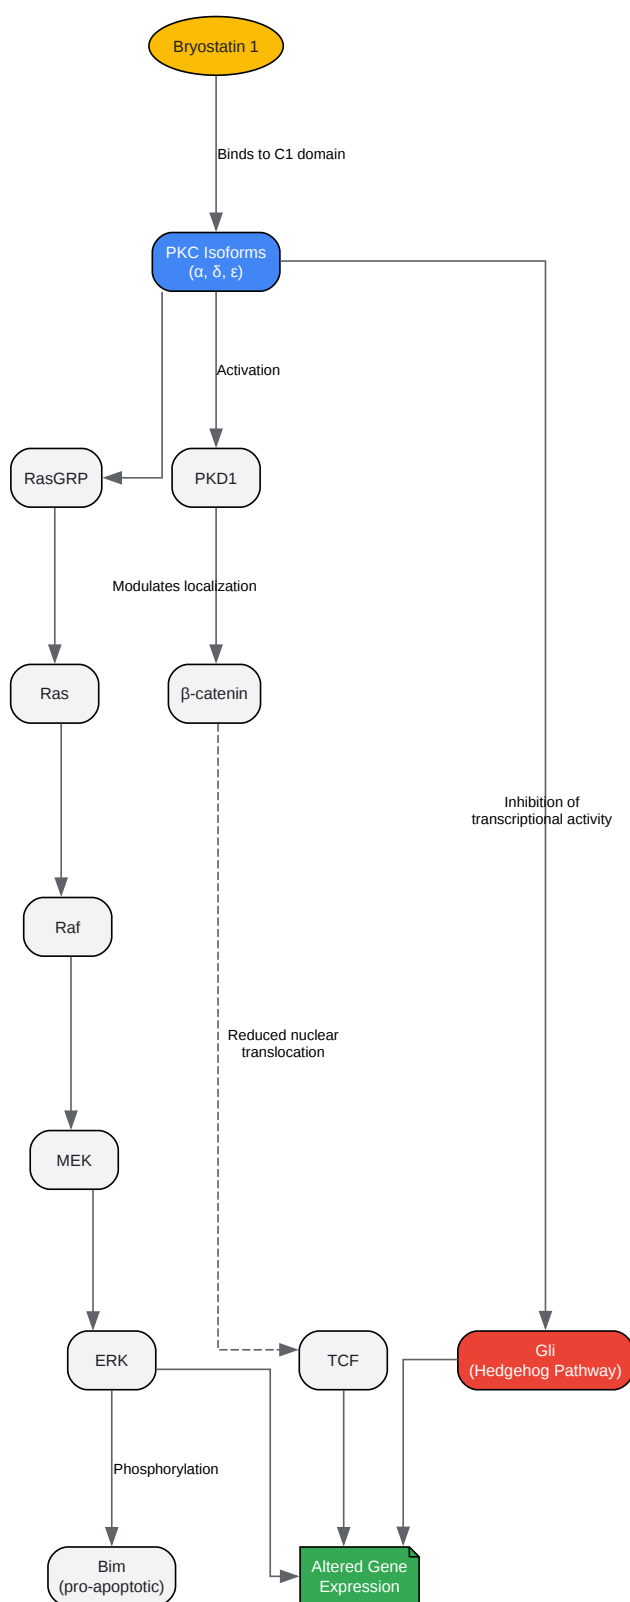 Bryostatin 1
Binds to C1 domain
PKC Isoforms
(α, δ, ε)
Activation
RasGRP
PKD1
Modulates localization
Ras
β-catenin
Inhibition of
transcriptional activity
Raf
Reduced nuclear
translocation
MEK
ERK
TCF
Gli
(Hedgehog Pathway)
Phosphorylation
Bim
(pro-apoptotic)
Altered Gene
Expression